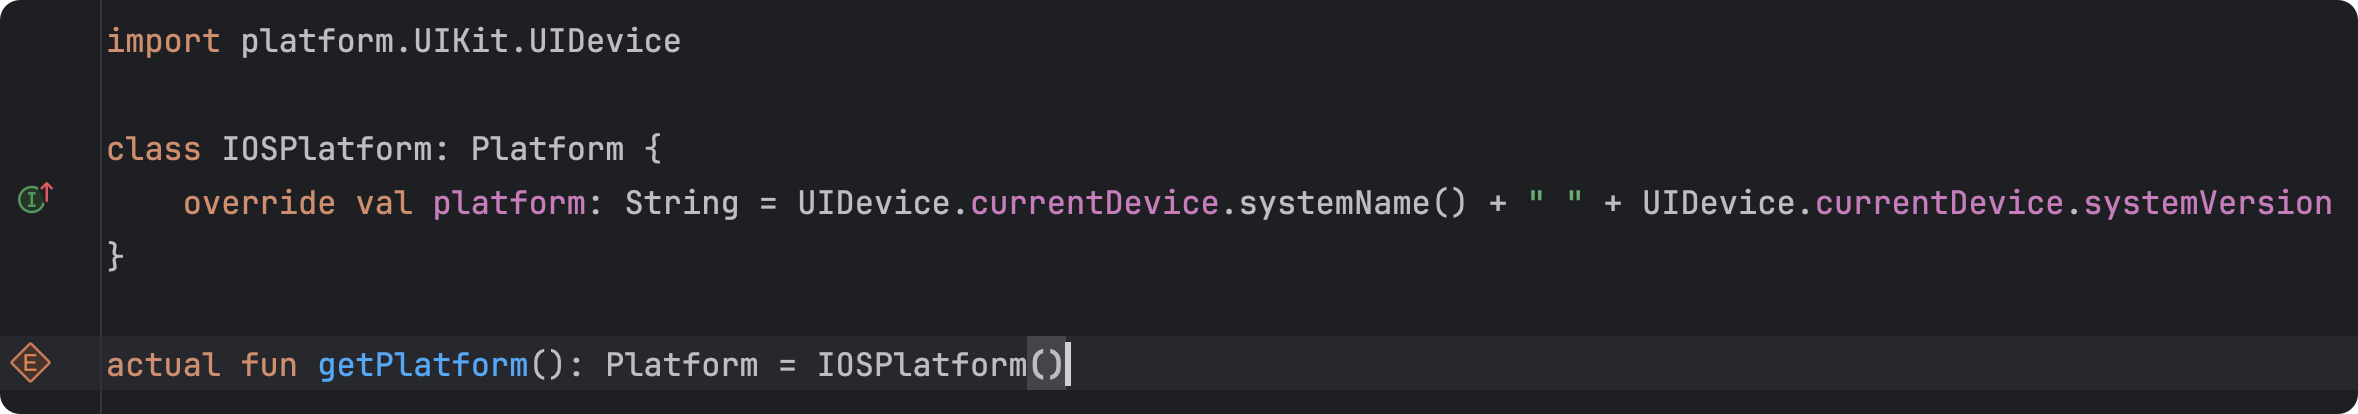 import platform.UIKit.UIDevice
class IOSPlatform: Platform {
I
override val platform: String = UIDevice.currentDevice.systemName() + " " + UIDevice.currentDevice.systemVersion
}
E
actual fun getPlatform(): Platform = IOSPlatform()